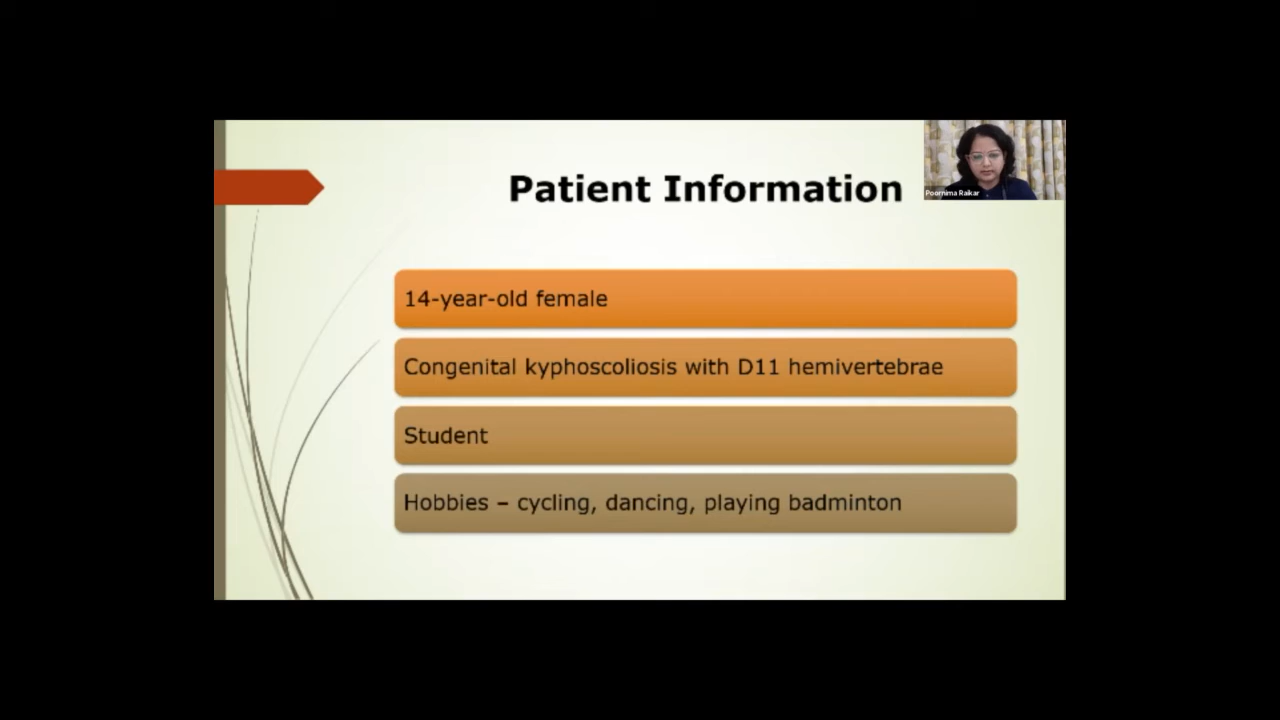 Patient Information
Poornima Raikar
14-year-old female
Congenital kyphoscoliosis with D11 hemivertebrae
Student
Hobbies – cycling, dancing, playing badminton